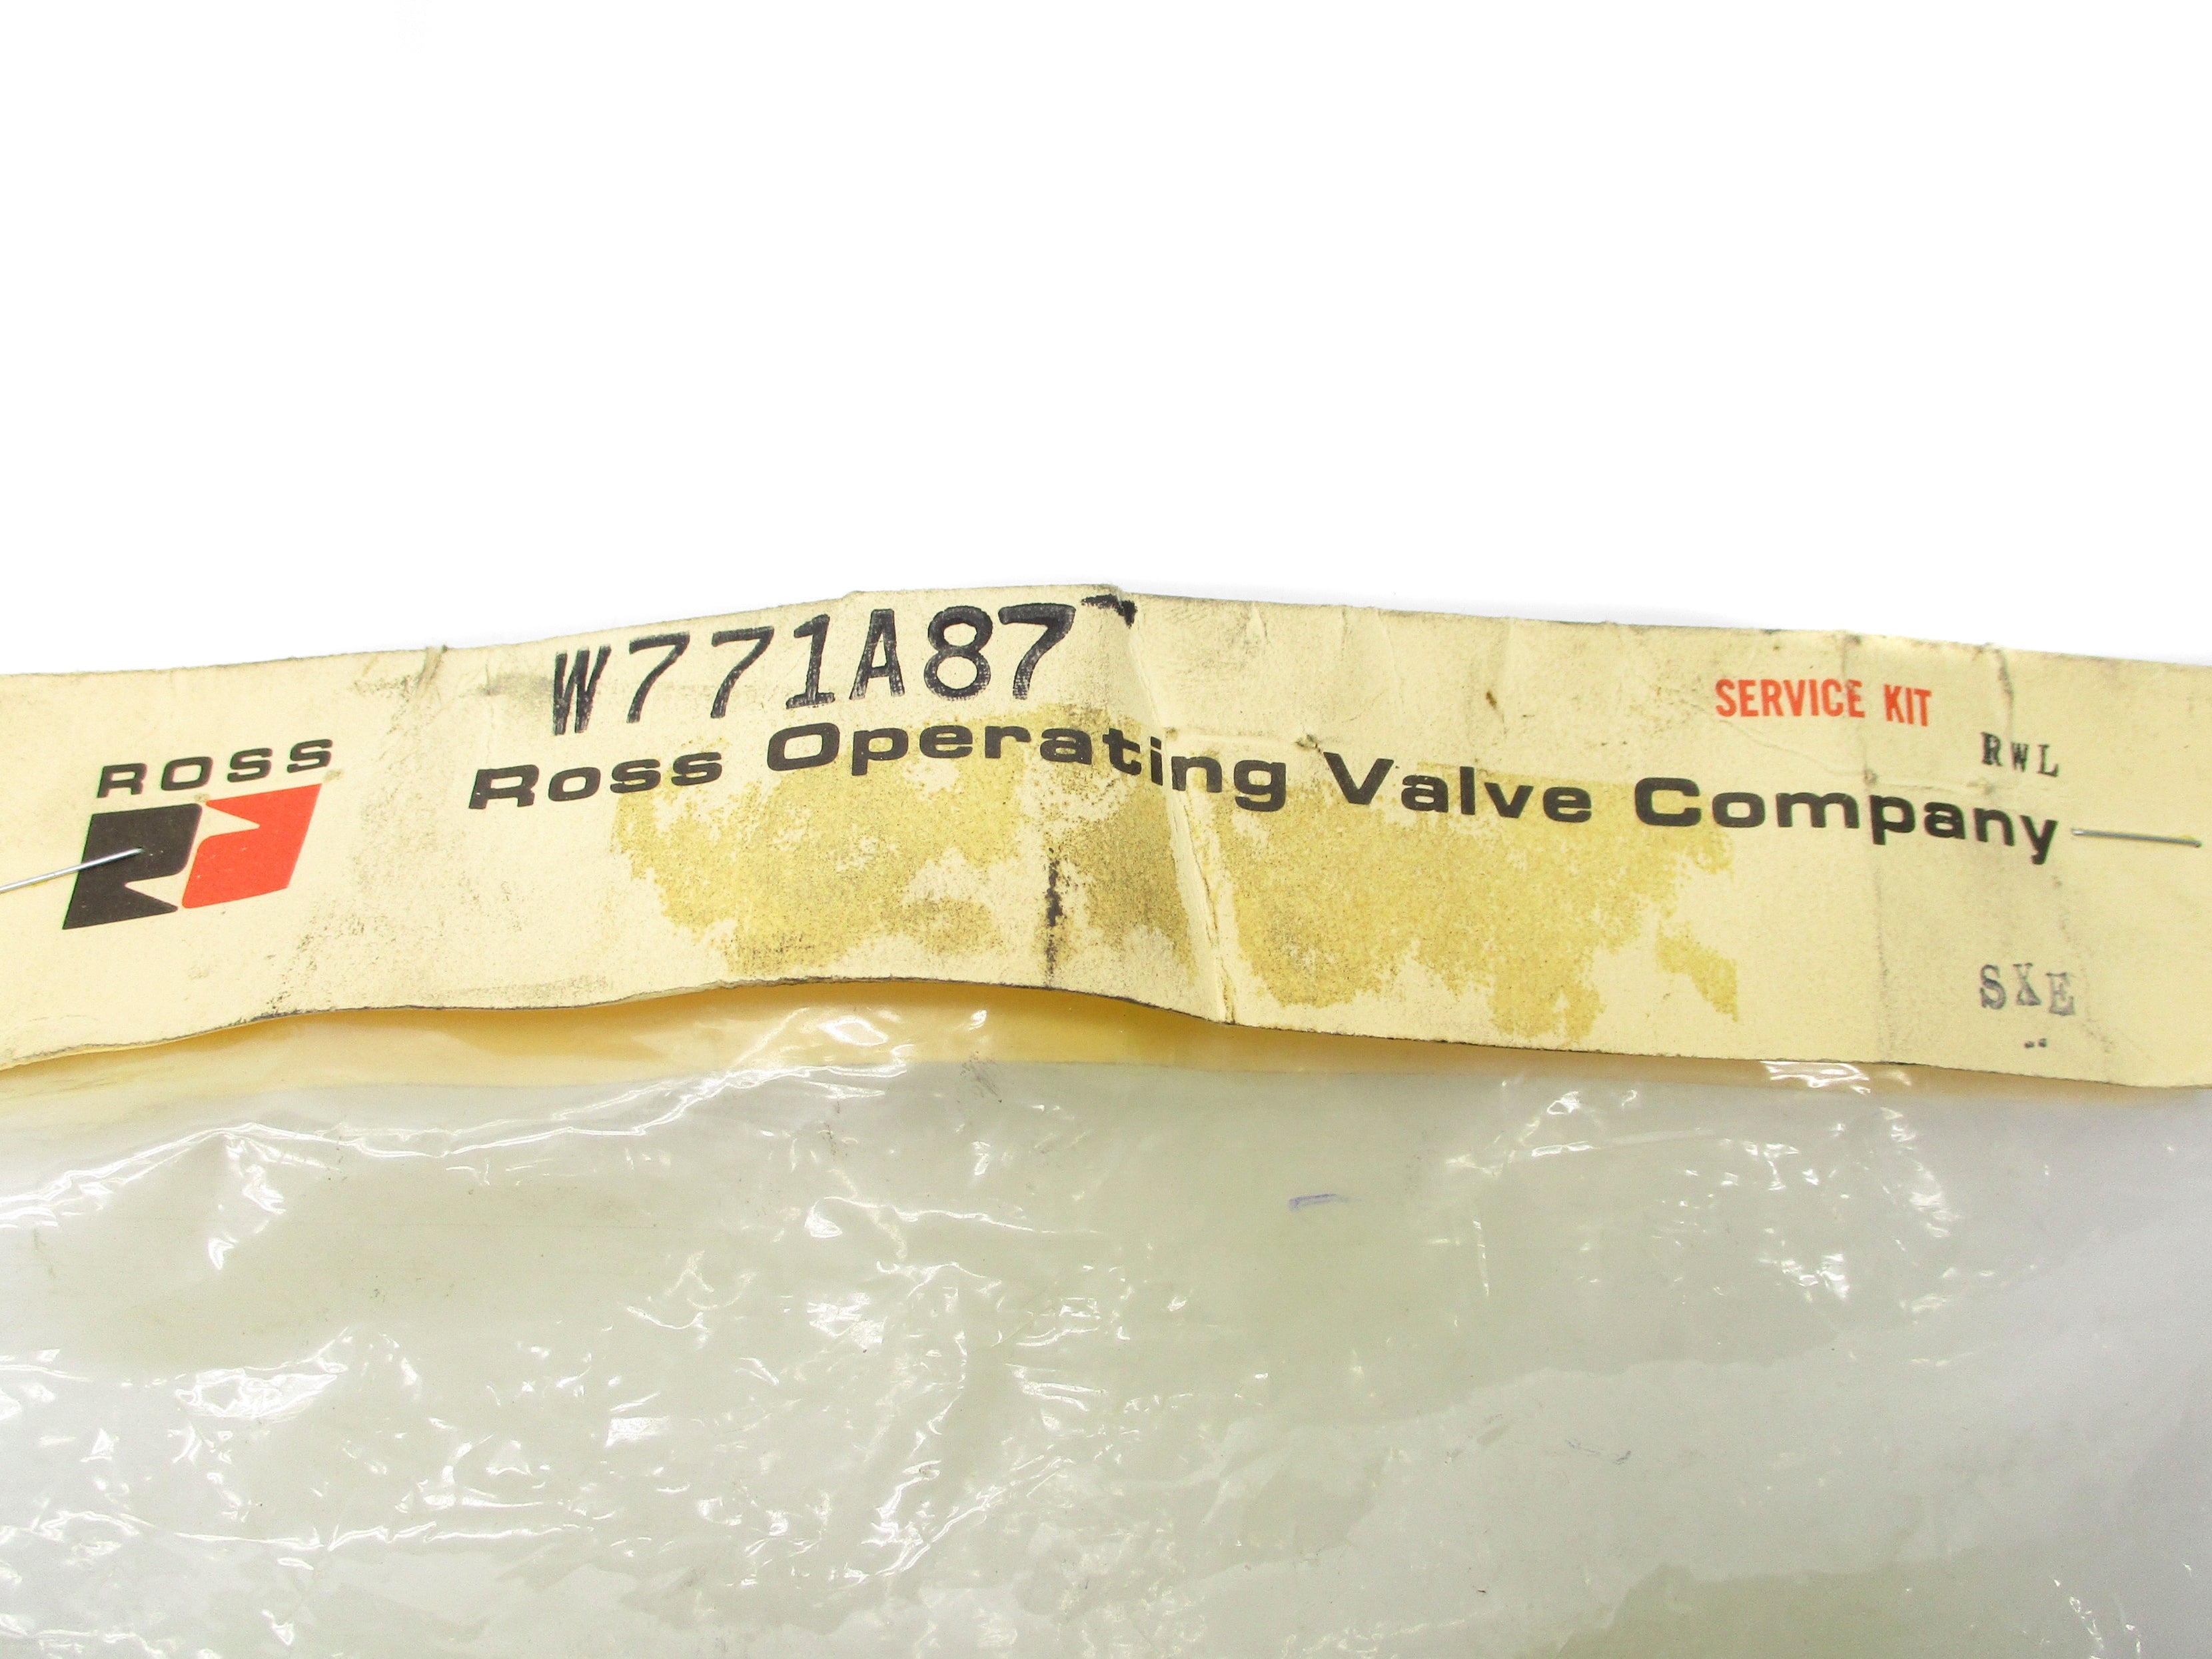 W771A87
SERVICE KIT
RWL
ROSS
Ross Operating Valve Company
SXE